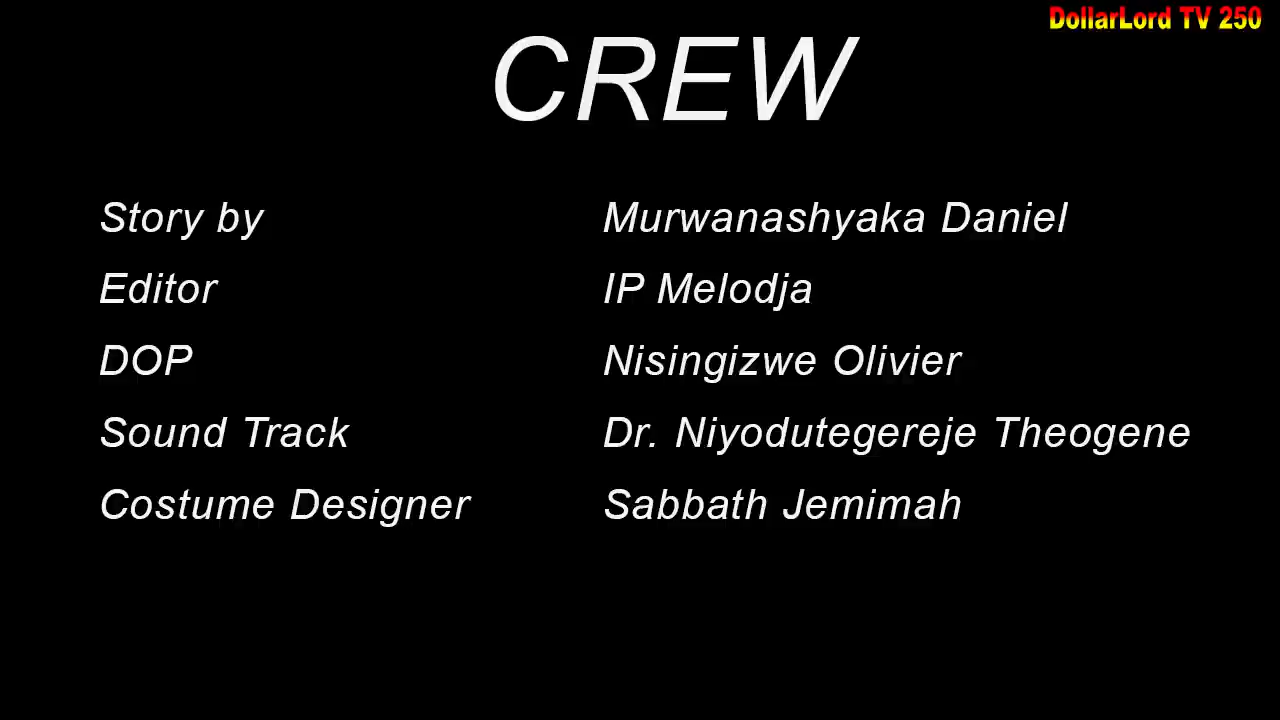 DollarLord TV 250
CREW
Story by Murwanashyaka Daniel
Editor IP Melodja
DOP Nisingizwe Olivier
Sound Track Dr. Niyodutegereje Theogene
Costume Designer Sabbath Jemimah